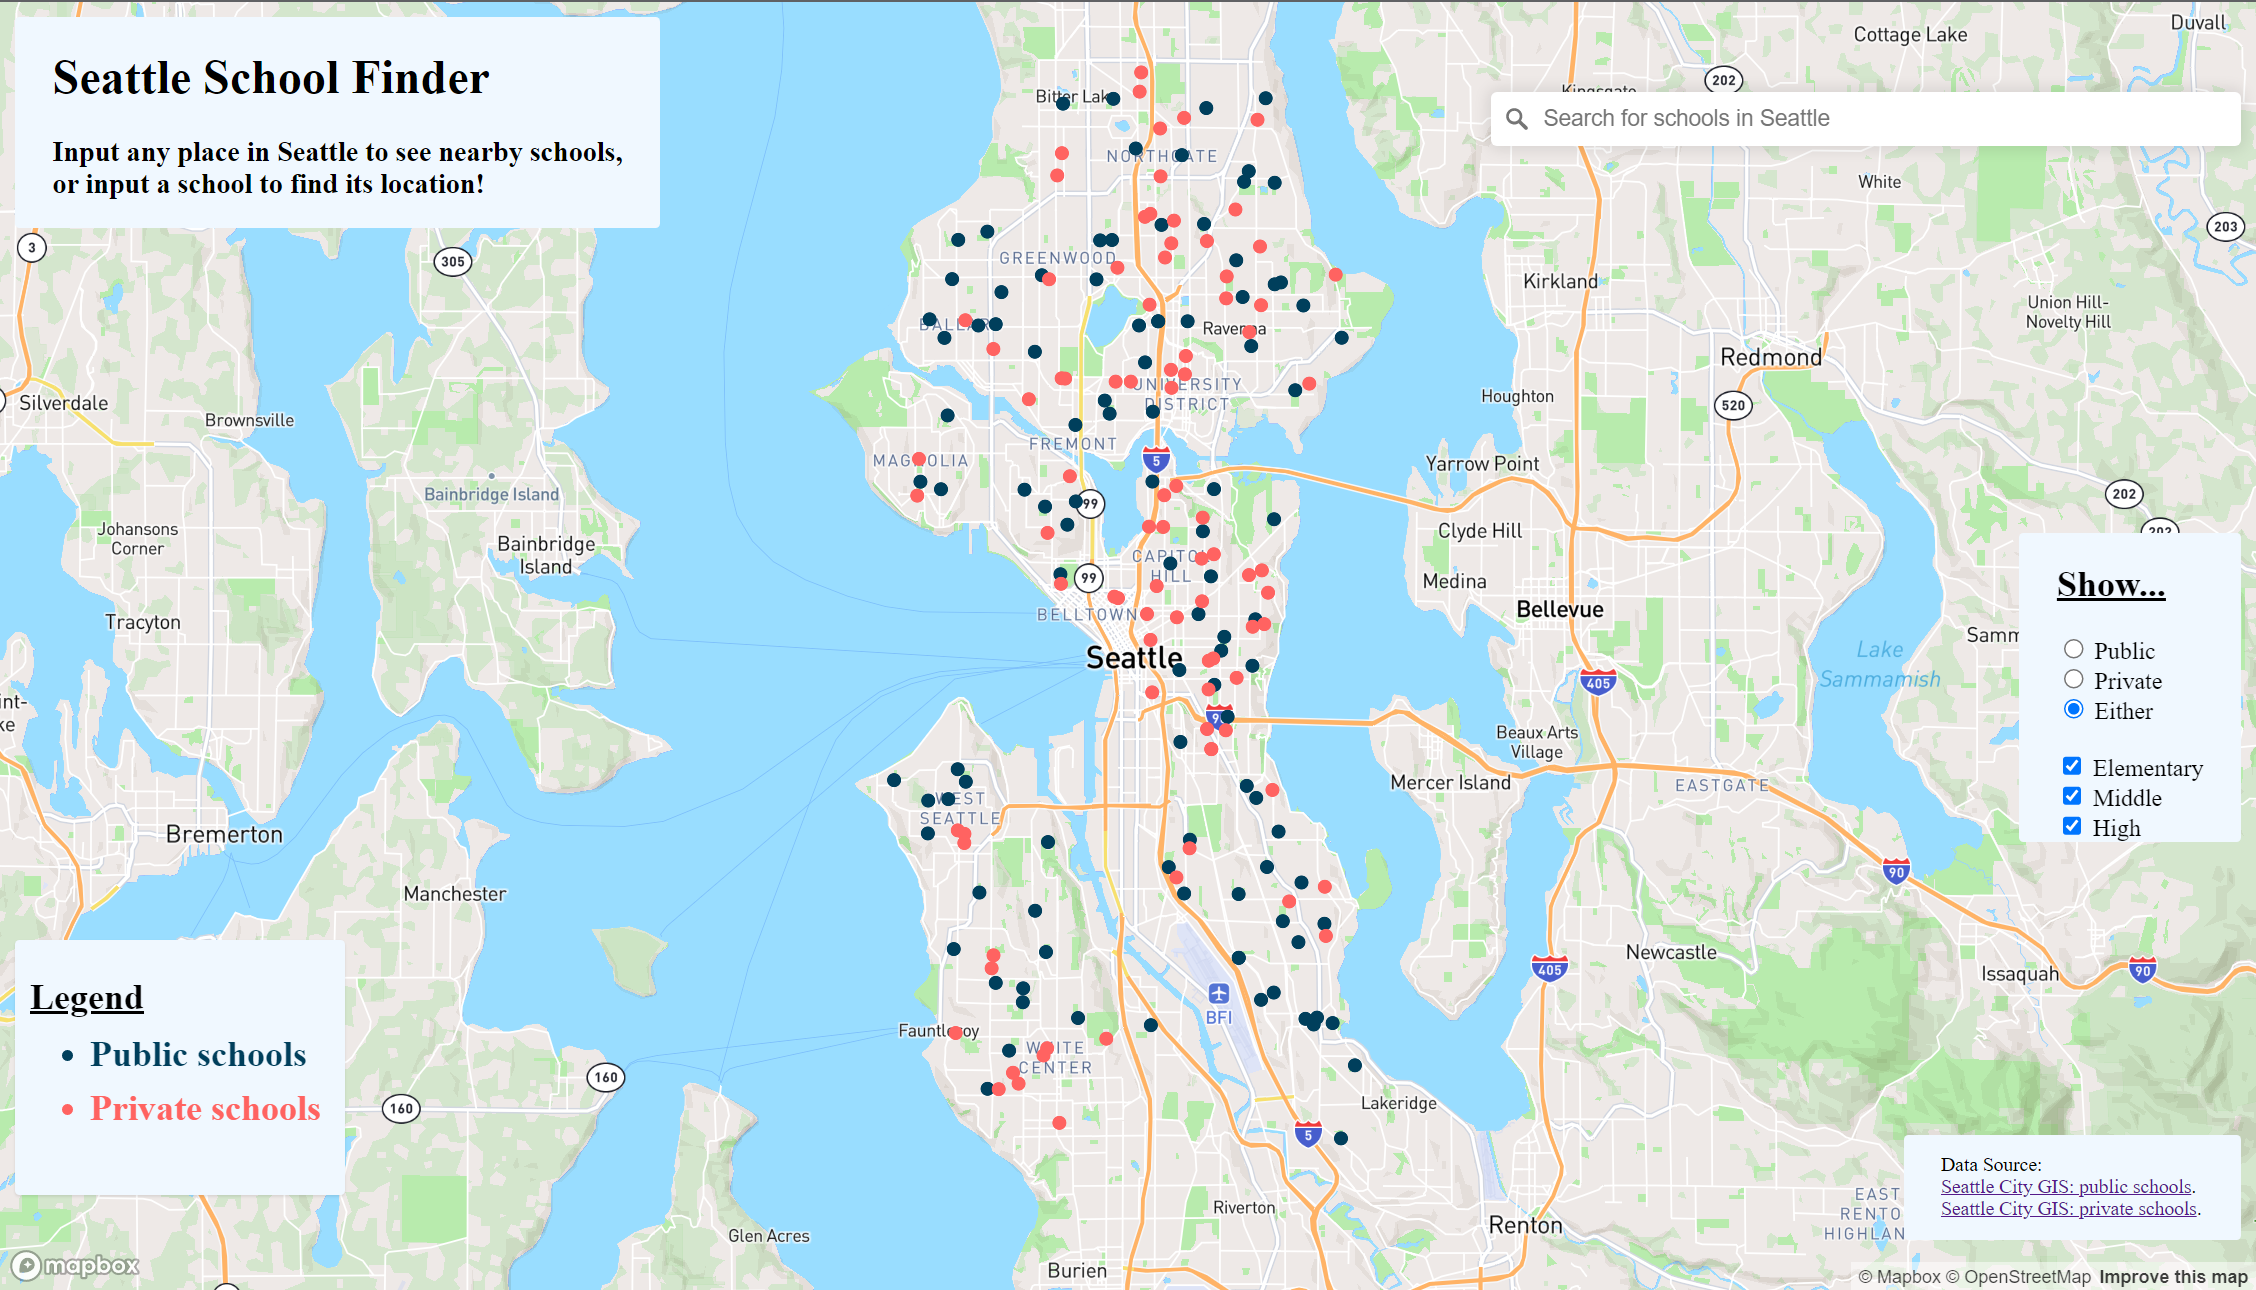 Seattle School Finder
Input any place in Seattle to see nearby schools,
or input a school to find its location!
Search for schools in Seattle
Cottage Lake
Duvall
202
Bitter Lak
NORTHGATE
White
3
305
203
GREENWOOD
Kirkland
Union Hill-
Novelty Hill
Ravenna
Redmond
Silverdale
Brownsville
UNIVERSITY
DISTRICT
Houghton
520
FREMONT
MAGNOLIA
5
Yarrow Point
Bainbridge Island
99
202
Johansons
Corner
Clyde Hill
202
Bainbridge
Island
CAPITOL
HILL
99
Medina
BELLTOWN
Bellevue
Tracyton
Seattle
Samm
Lake
Sammamish
405
Show...
Public
Private
Either
Elementary
Middle
High
Beaux Arts
Village
Mercer Island
EASTGATE
WEST
SEATTLE
Bremerton
90
Manchester
Newcastle
405
Issaquah
90
BFI
Legend
Public schools
Private schools
Fauntleroy
WHITE
CENTER
160
160
Lakeridge
5
Data Source:
Seattle City GIS: public schools.
Seattle City GIS: private schools.
EAST
RENTO
HIGHLAN
Riverton
Renton
Glen Acres
Burien
mapbox
© Mapbox © OpenStreetMap Improve this map